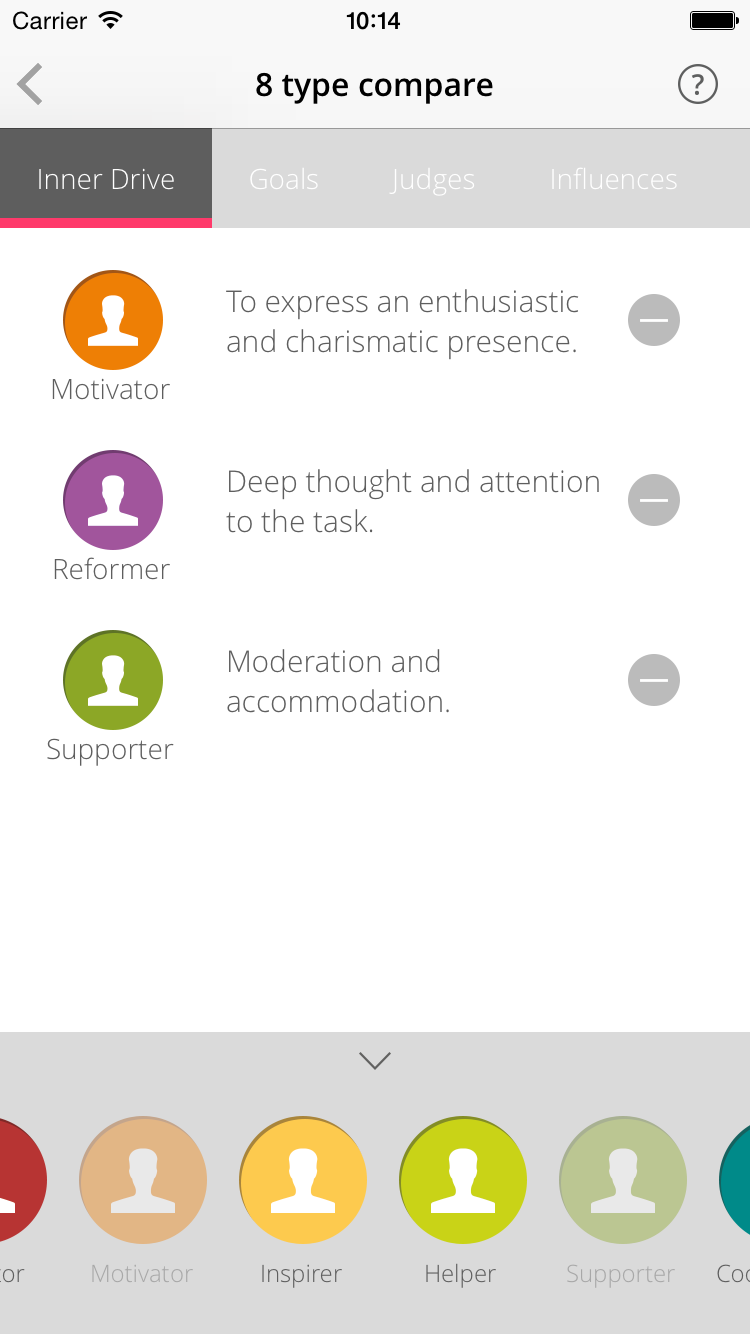 Carrier 10:14
8 type compare ?
Inner Drive Goals Judges Influences
To express an enthusiastic
and charismatic presence.
Motivator
Deep thought and attention
to the task.
Reformer
Moderation and
accommodation.
Supporter
tor Motivator Inspirer Helper Supporter Coo